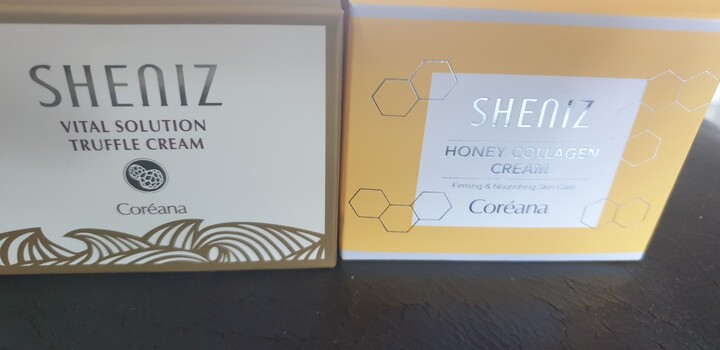 SHENIZ
VITAL SOLUTION
TRUFFLE CREAM
Coréana
SHENIZ
HONEY COLLAGEN
CREAM
Firming & Nourishing Skin Care
Coréana